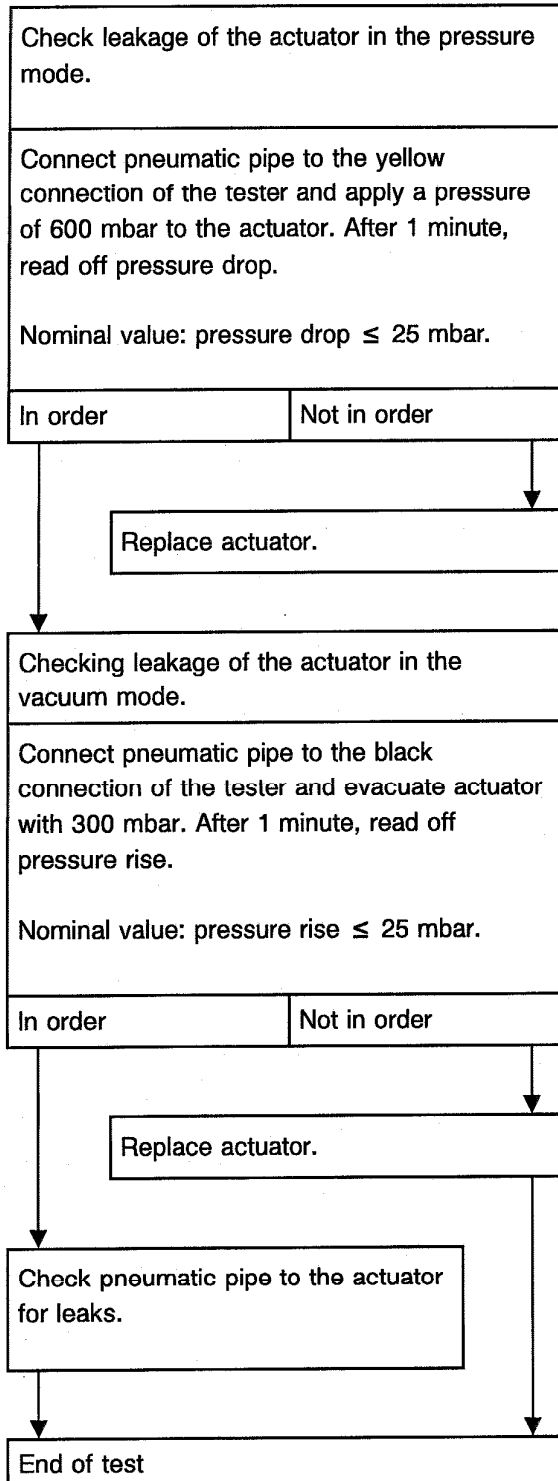 Check leakage of the actuator in the pressure
mode.
Connect pneumatic pipe to the yellow
connection of the tester and apply a pressure
of 600 mbar to the actuator. After 1 minute,
read off pressure drop.
Nominal value: pressure drop ≤ 25 mbar.
In order
Not in order
Replace actuator.
Checking leakage of the actuator in the
vacuum mode.
Connect pneumatic pipe to the black
connection of the tester and evacuate actuator
with 300 mbar. After 1 minute, read off
pressure rise.
Nominal value: pressure rise ≤ 25 mbar.
In order
Not in order
Replace actuator.
Check pneumatic pipe to the actuator
for leaks.
End of test